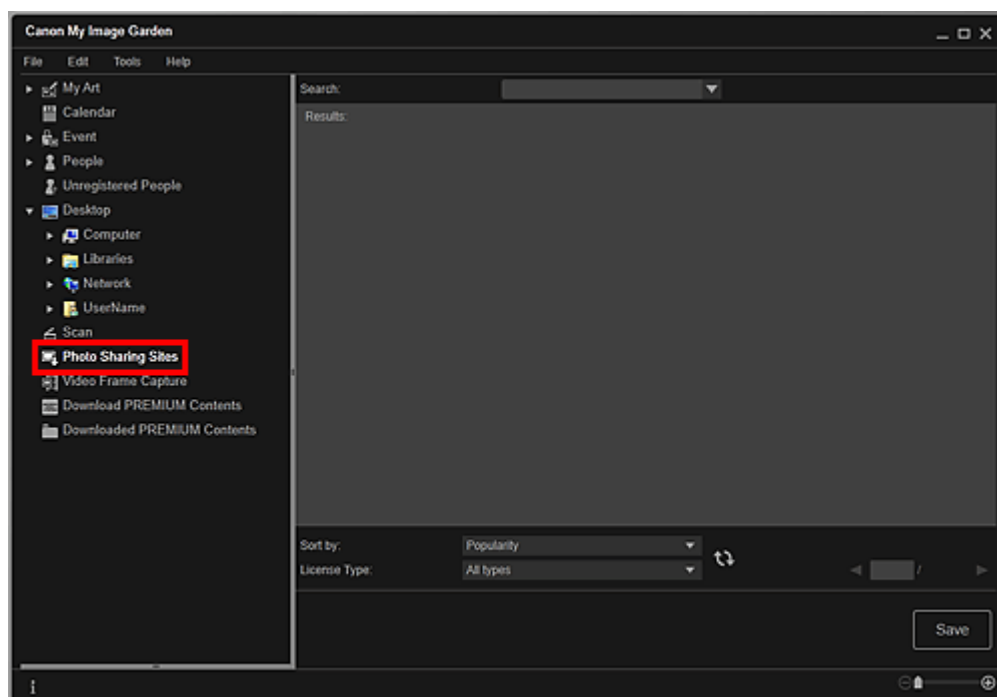 Canon My Image Garden
File Edit Tools Help
My Art
Calendar
Event
People
Unregistered People
Desktop
Computer
Libraries
Network
UserName
Scan
Photo Sharing Sites
Video Frame Capture
Download PREMIUM Contents
Downloaded PREMIUM Contents
Search:
Results:
Sort by: Popularity
License Type: All types
/
Save